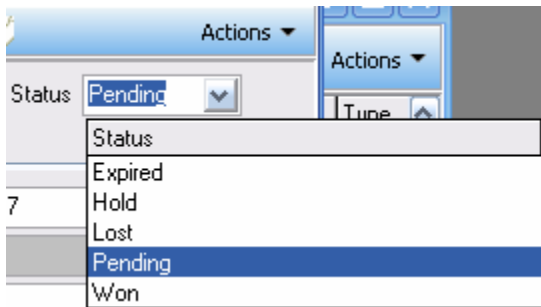 Actions
Actions
Status Pending
Type
Status
Expired
Hold
7
Lost
Pending
Won